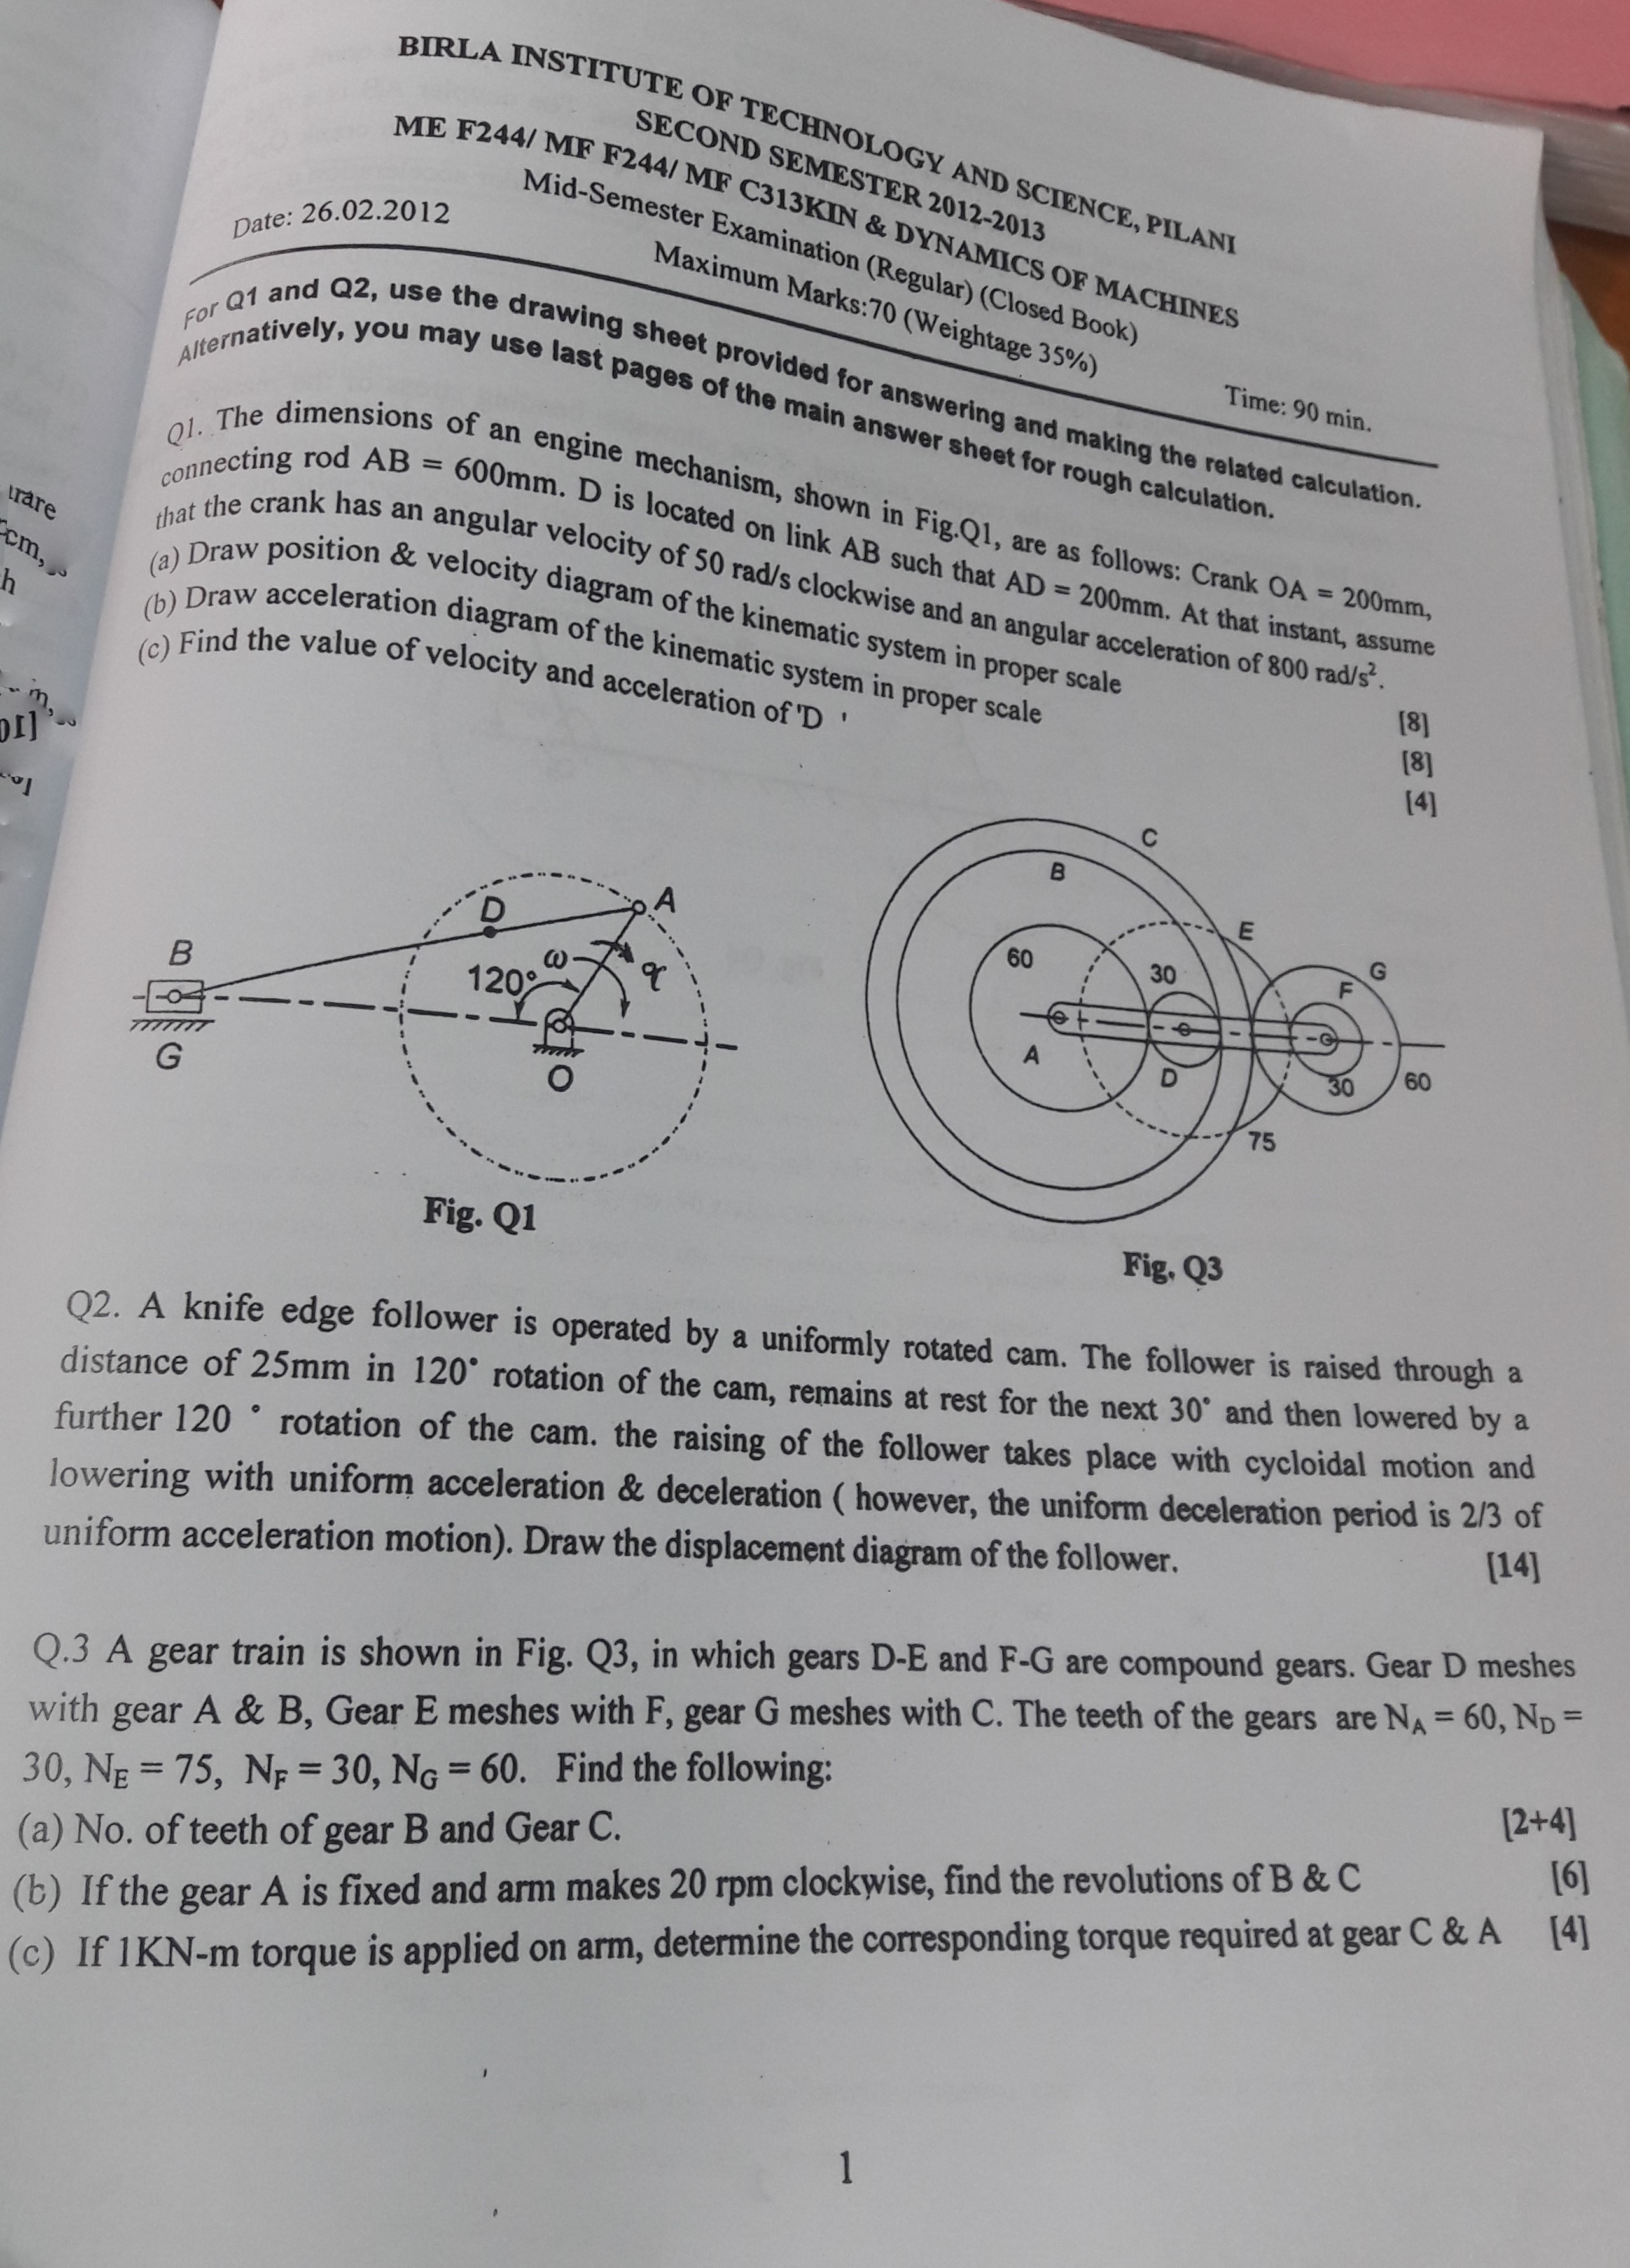 BIRLA INSTITUTE OF TECHNOLOGY AND SCIENCE, PILANI
SECOND SEMESTER 2012-2013
ME F244/ MF F244/ MF C313KIN & DYNAMICS OF MACHINES
Mid-Semester Examination (Regular) (Closed Book)
Date: 26.02.2012
Maximum Marks:70 (Weightage 35%)
Time: 90 min.
For Q1 and Q2, use the drawing sheet provided for answering and making the related calculation.
Alternatively, you may use last pages of the main answer sheet for rough calculation.
Q1. The dimensions of an engine mechanism, shown in Fig.Q1, are as follows: Crank OA = 200mm,
connecting rod AB = 600mm. D is located on link AB such that AD = 200mm. At that instant, assume
that the crank has an angular velocity of 50 rad/s clockwise and an angular acceleration of 800 rad/s².
(a) Draw position & velocity diagram of the kinematic system in proper scale
[8]
(b) Draw acceleration diagram of the kinematic system in proper scale
[8]
(c) Find the value of velocity and acceleration of 'D '
[4]
B
D
A
120°
ω
α
G
O
Fig. Q1
C
B
E
60
30
G
F
A
D
30
60
75
Fig. Q3
Q2. A knife edge follower is operated by a uniformly rotated cam. The follower is raised through a
distance of 25mm in 120° rotation of the cam, remains at rest for the next 30° and then lowered by a
further 120 ° rotation of the cam. the raising of the follower takes place with cycloidal motion and
lowering with uniform acceleration & deceleration ( however, the uniform deceleration period is 2/3 of
uniform acceleration motion). Draw the displacement diagram of the follower.
[14]
Q.3 A gear train is shown in Fig. Q3, in which gears D-E and F-G are compound gears. Gear D meshes
with gear A & B, Gear E meshes with F, gear G meshes with C. The teeth of the gears are N_A = 60, N_D =
30, N_E = 75, N_F = 30, N_G = 60. Find the following:
(a) No. of teeth of gear B and Gear C.
[2+4]
(b) If the gear A is fixed and arm makes 20 rpm clockwise, find the revolutions of B & C
[6]
(c) If 1KN-m torque is applied on arm, determine the corresponding torque required at gear C & A
[4]
1